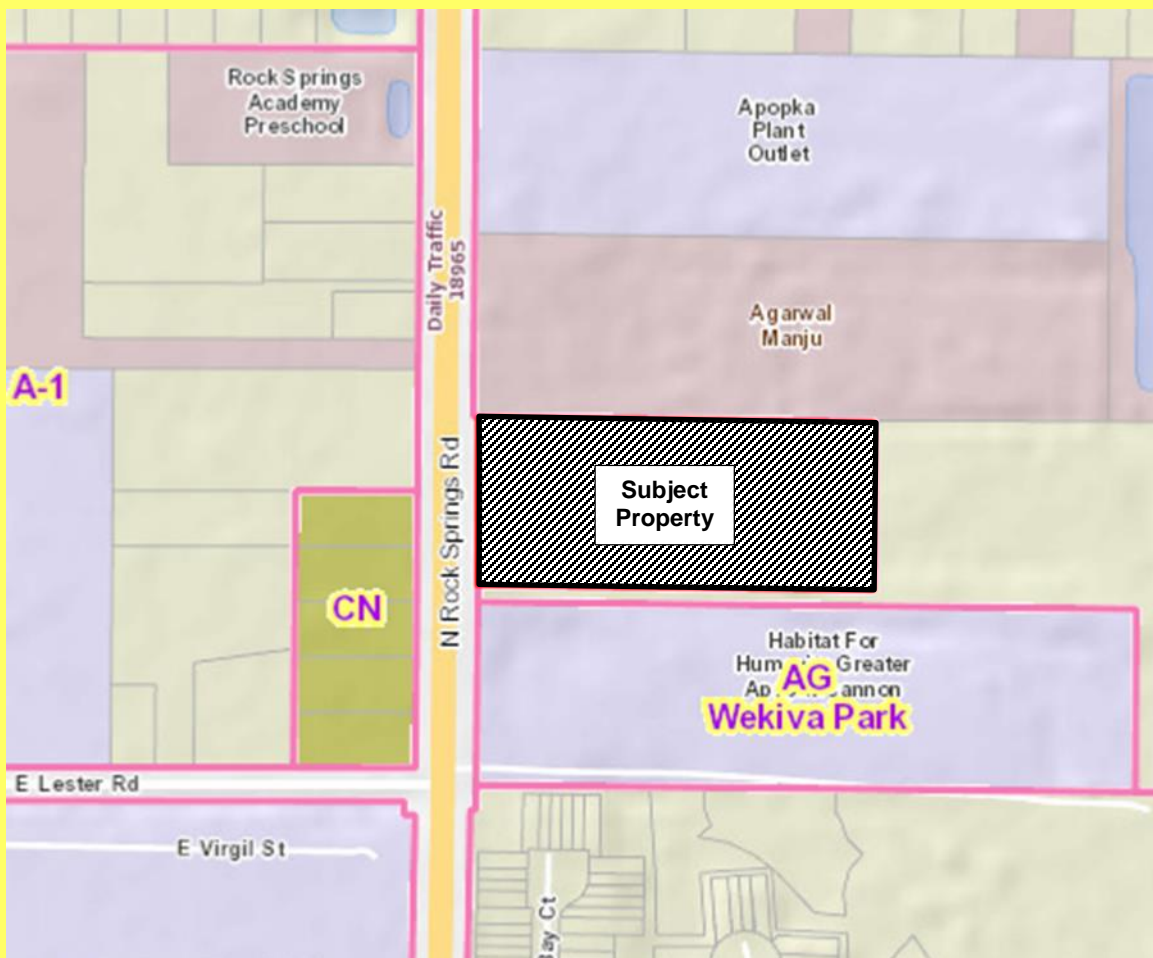 Rock Springs
Academy
Preschool
Apopka
Plant
Outlet
Daily Traffic
18965
Agarwal
Manju
A-1
N Rock Springs Rd
Subject
Property
CN
Habitat For
Greater
AG
Wekiva Park
E Lester Rd
E Virgil St
Bay Ct